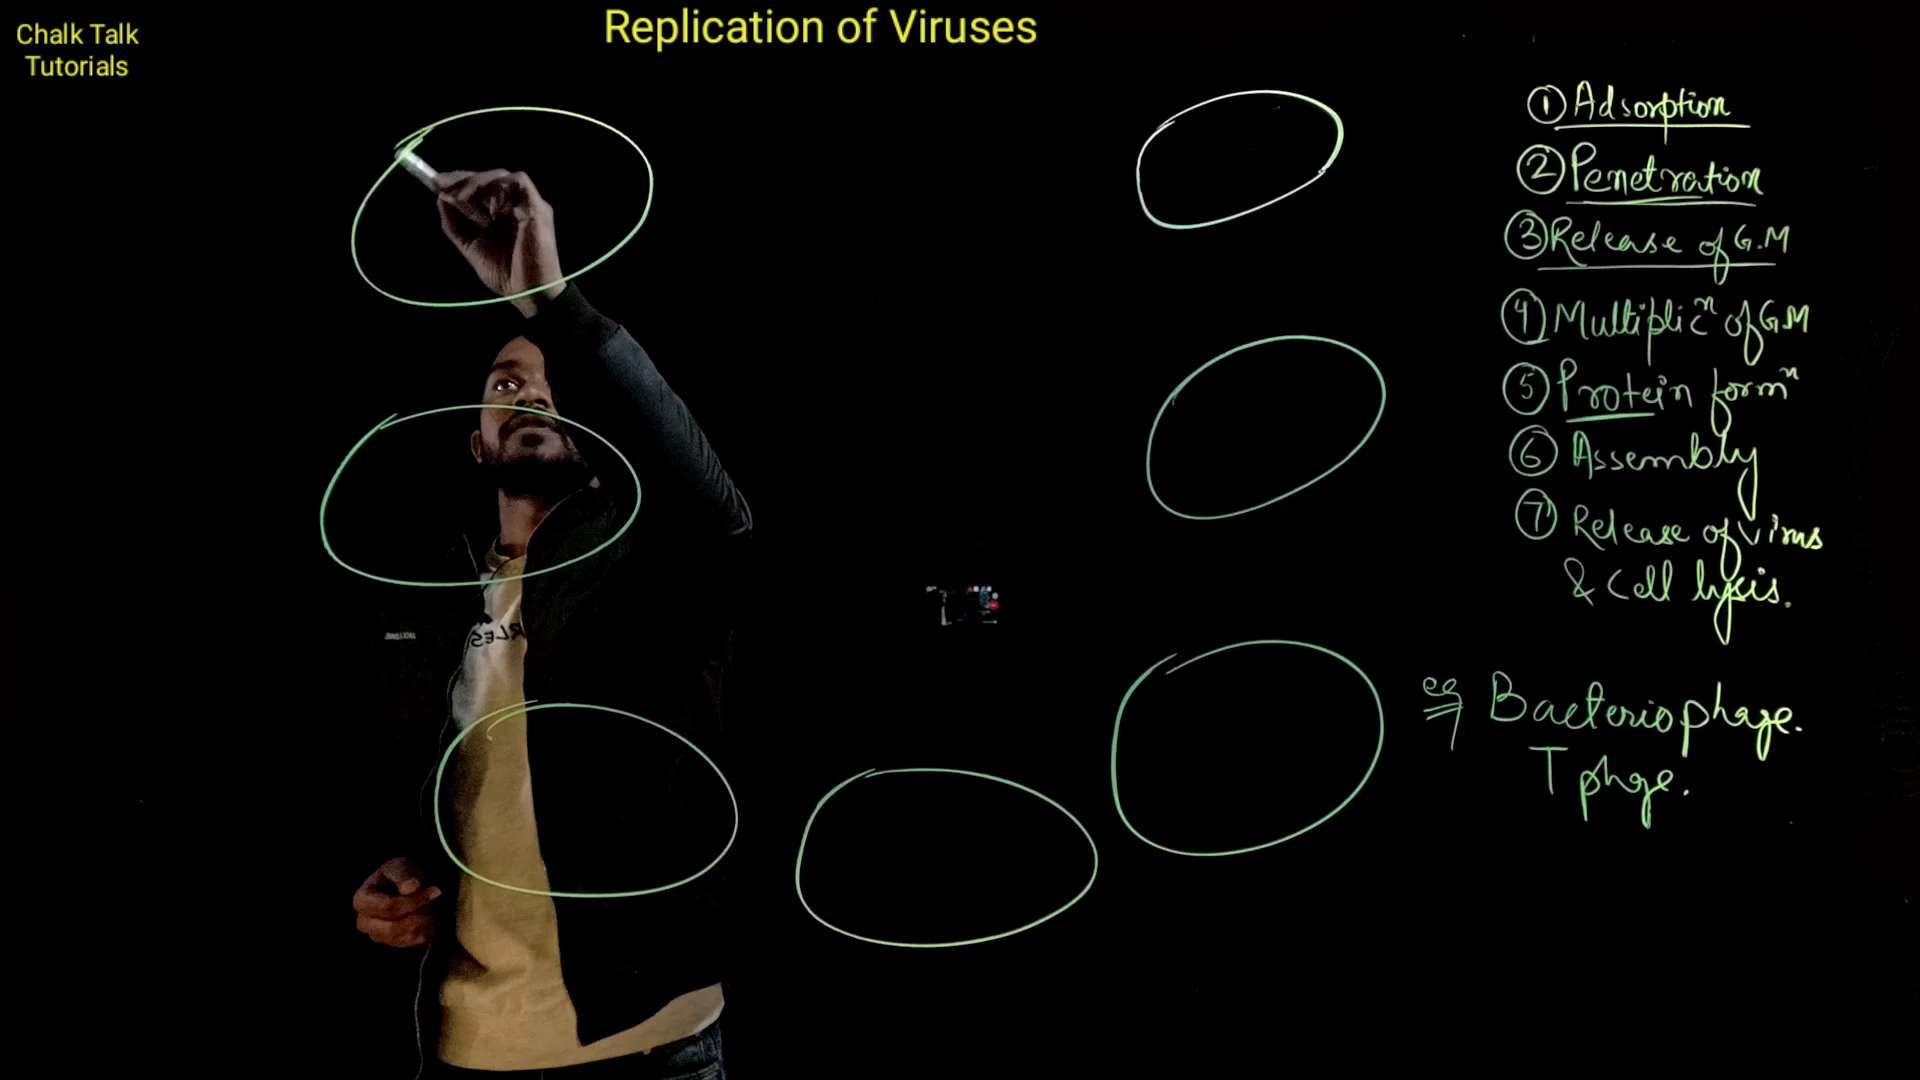 Chalk Talk
Tutorials
Replication of Viruses
① Adsorption
② Penetration
③ Release of G.M
④ Multiplicⁿ of GM
⑤ Protein formⁿ
⑥ Assembly
⑦ Release of virus
& Cell lysis.
eg Bacteriophage.
T phage.